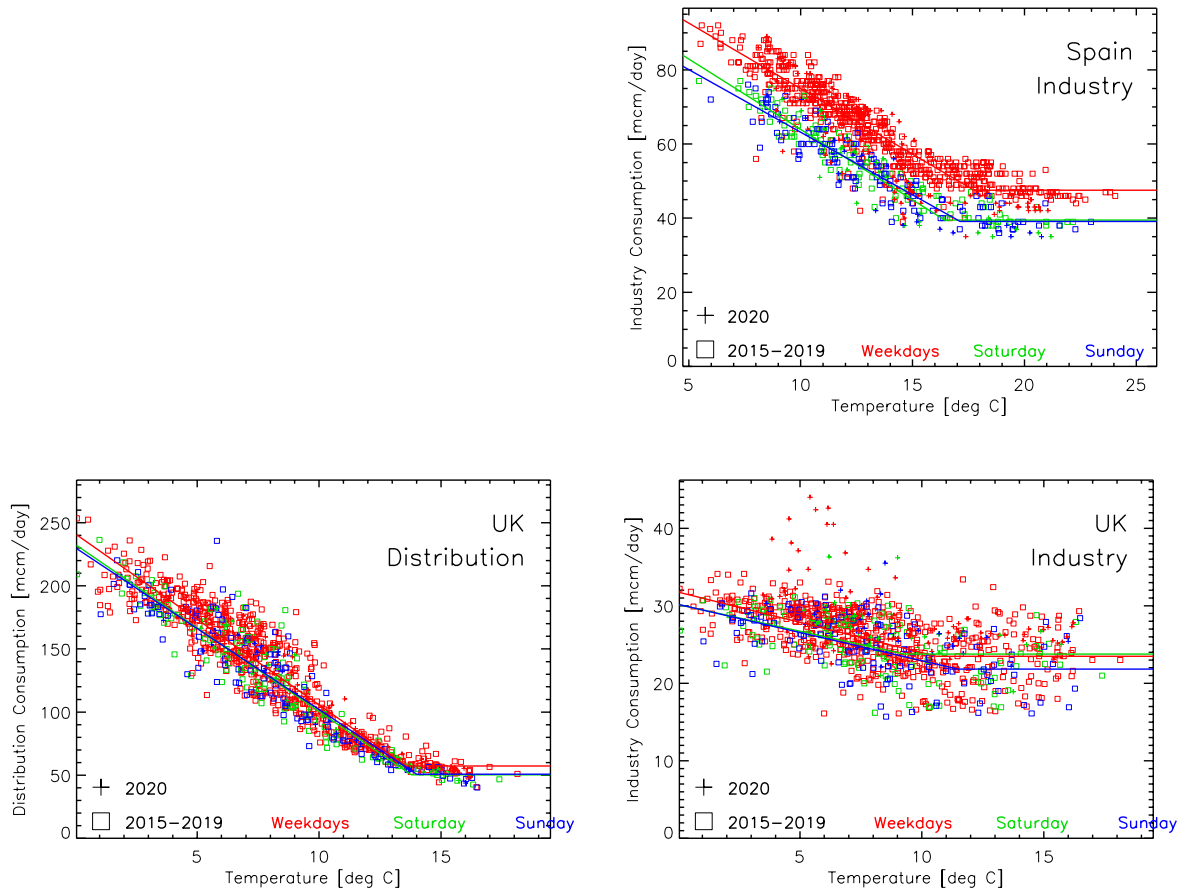 Spain
Industry
Industry Consumption [mcm/day]
80
60
40
20
0
2020
2015-2019 Weekdays Saturday Sunday
5 10 15 20 25
Temperature [deg C]
UK
Distribution
Distribution Consumption [mcm/day]
250
200
150
100
50
0
2020
2015-2019 Weekdays Saturday Sunday
5 10 15
Temperature [deg C]
UK
Industry
Industry Consumption [mcm/day]
40
30
20
10
0
2020
2015-2019 Weekdays Saturday Sunday
5 10 15
Temperature [deg C]